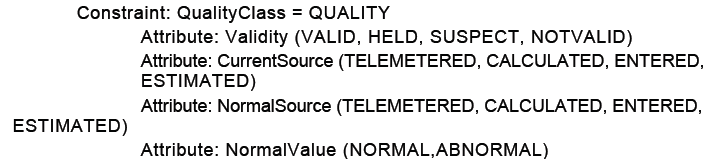 Constraint: QualityClass = QUALITY
Attribute: Validity (VALID, HELD, SUSPECT, NOTVALID)
Attribute: CurrentSource (TELEMETERED, CALCULATED, ENTERED,
ESTIMATED)
Attribute: NormalSource (TELEMETERED, CALCULATED, ENTERED,
ESTIMATED)
Attribute: NormalValue (NORMAL,ABNORMAL)